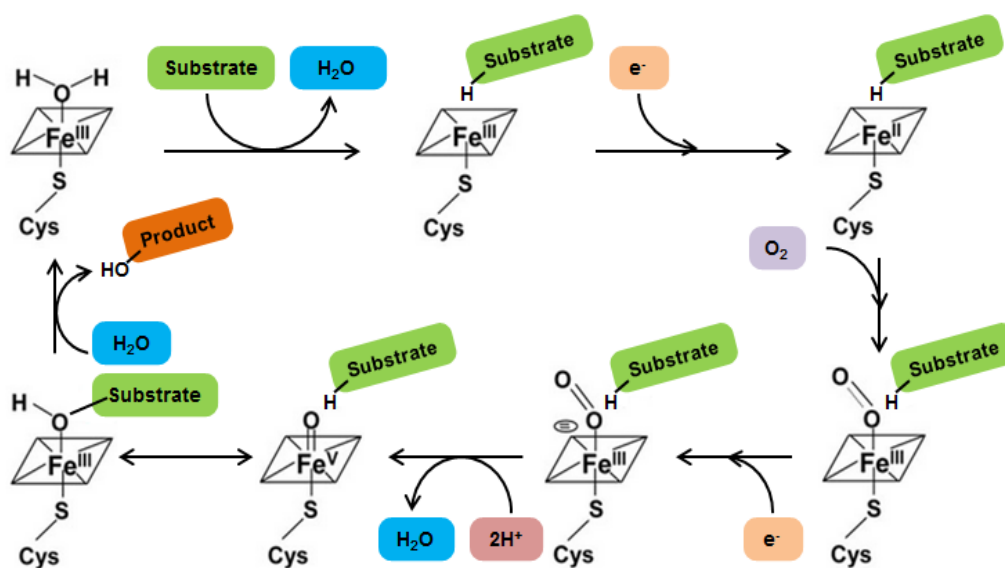 Substrate
H₂O
Substrate
e⁻
Substrate
H H
O
Feᴵᴵᴵ
S
Cys
H
Feᴵᴵᴵ
S
Cys
H
Feᴵᴵ
S
Cys
Product
HO
O₂
H₂O
Substrate
H
O
Feᴵᴵᴵ
S
Cys
Substrate
H
O
Feⱽ
S
Cys
Substrate
O
H
O
=
Feᴵᴵᴵ
S
Cys
Substrate
O
H
O
Feᴵᴵᴵ
S
Cys
H₂O
2H⁺
e⁻